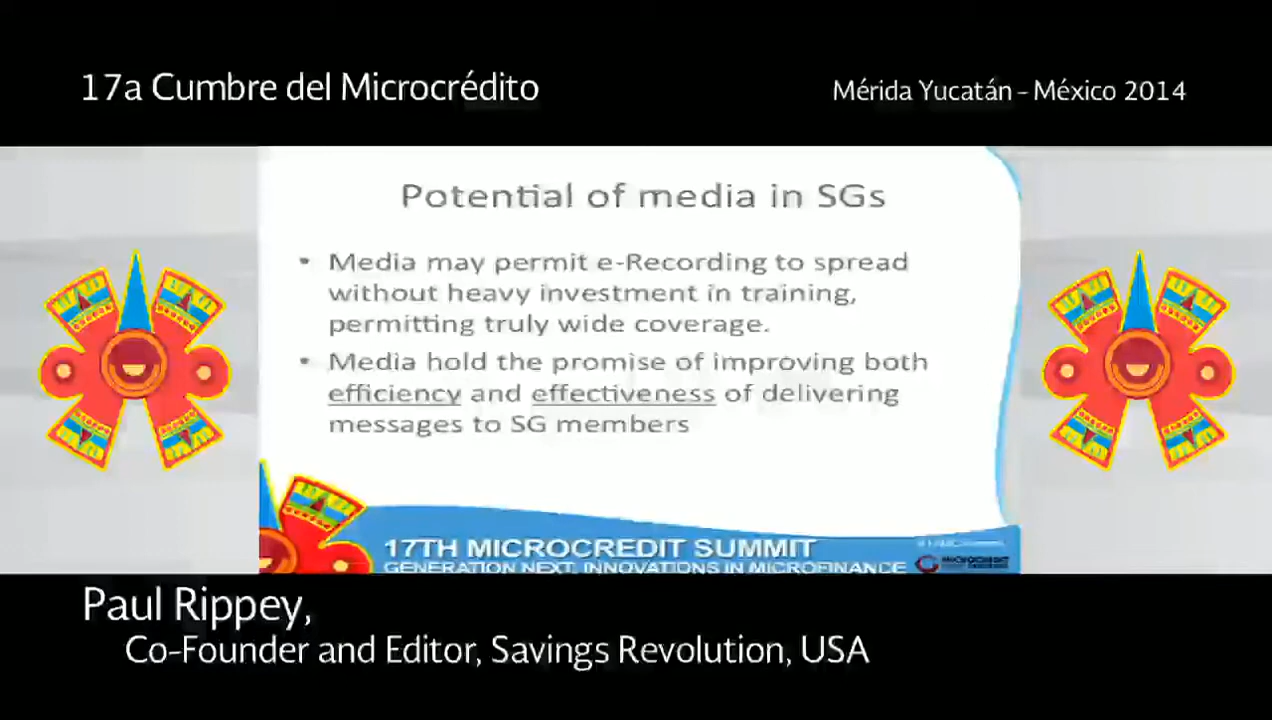 17a Cumbre del Microcrédito
Mérida Yucatán - México 2014
Potential of media in SGs
• Media may permit e-Recording to spread
without heavy investment in training,
permitting truly wide coverage.
• Media hold the promise of improving both
efficiency and effectiveness of delivering
messages to SG members
17TH MICROCREDIT SUMMIT
GENERATION NEXT: INNOVATIONS IN MICROFINANCE
MICROCREDIT
Paul Rippey,
Co-Founder and Editor, Savings Revolution, USA